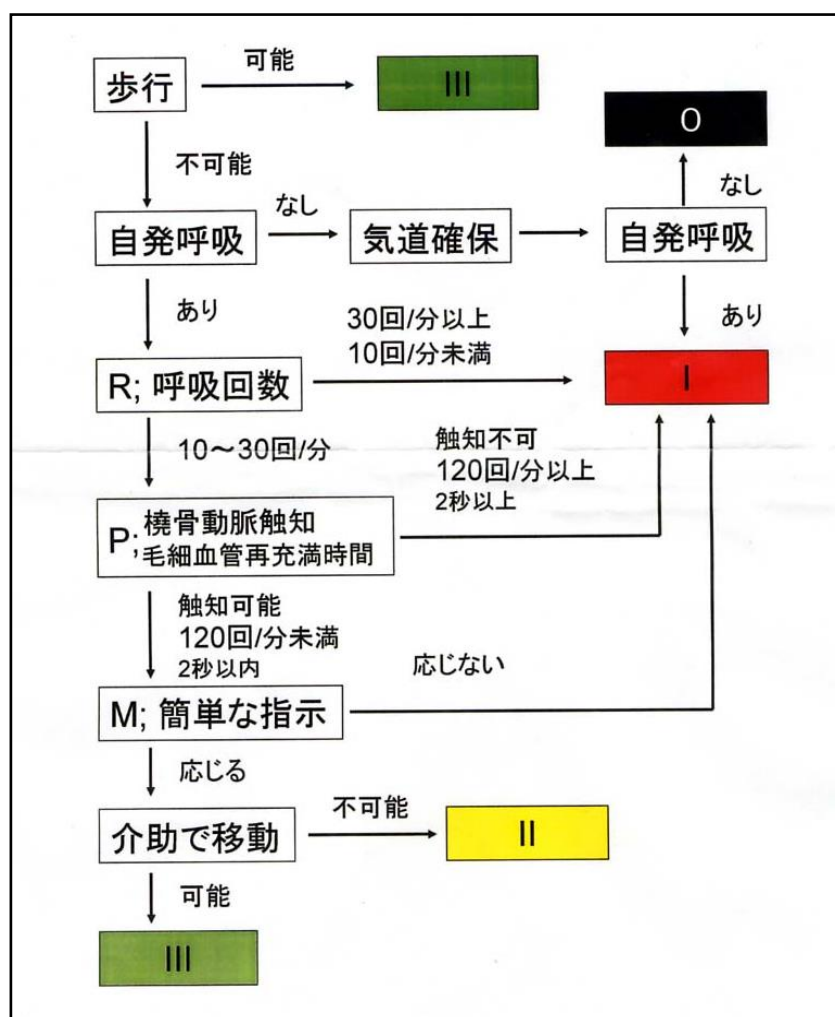 歩行
可能
III
O
不可能
なし
なし
自発呼吸
気道確保
自発呼吸
あり
あり
30回/分以上
10回/分未満
R; 呼吸回数
I
10～30回/分
触知不可
120回/分以上
2秒以上
P; 橈骨動脈触知
毛細血管再充満時間
触知可能
120回/分未満
2秒以内
応じない
M; 簡単な指示
応じる
不可能
介助で移動
II
可能
III